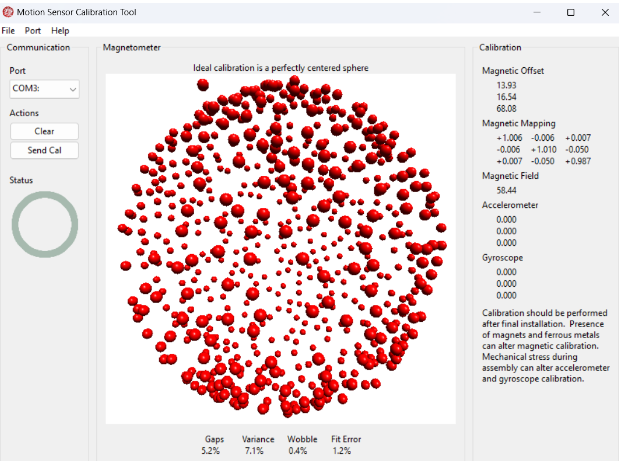 Motion Sensor Calibration Tool
File Port Help
Communication
Port
COM3:
Actions
Clear
Send Cal
Status
Magnetometer
Ideal calibration is a perfectly centered sphere
Gaps Variance Wobble Fit Error
5.2% 7.1% 0.4% 1.2%
Calibration
Magnetic Offset
13.93
16.54
68.08
Magnetic Mapping
+1.006 -0.006 +0.007
-0.006 +1.010 -0.050
+0.007 -0.050 +0.987
Magnetic Field
58.44
Accelerometer
0.000
0.000
0.000
Gyroscope
0.000
0.000
0.000
Calibration should be performed
after final installation. Presence
of magnets and ferrous metals
can alter magnetic calibration.
Mechanical stress during
assembly can alter accelerometer
and gyroscope calibration.